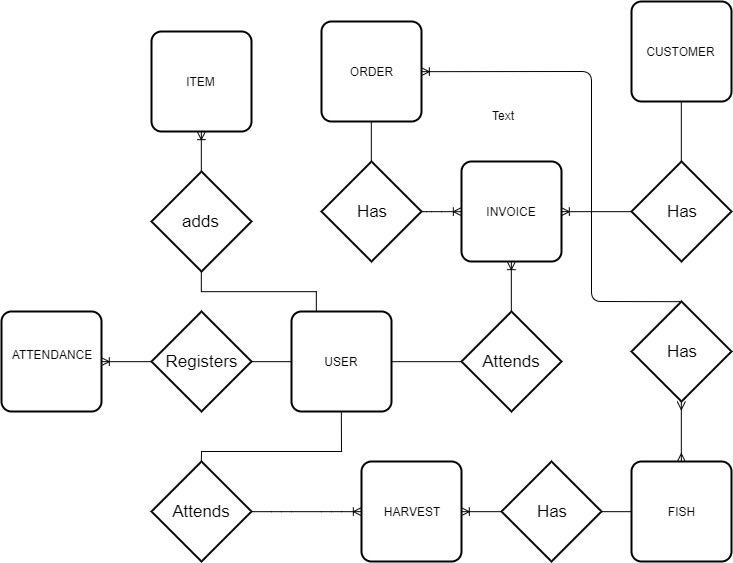 CUSTOMER
ORDER
ITEM
Text
Has
INVOICE
Has
adds
Has
ATTENDANCE
Registers
USER
Attends
Attends
HARVEST
Has
FISH